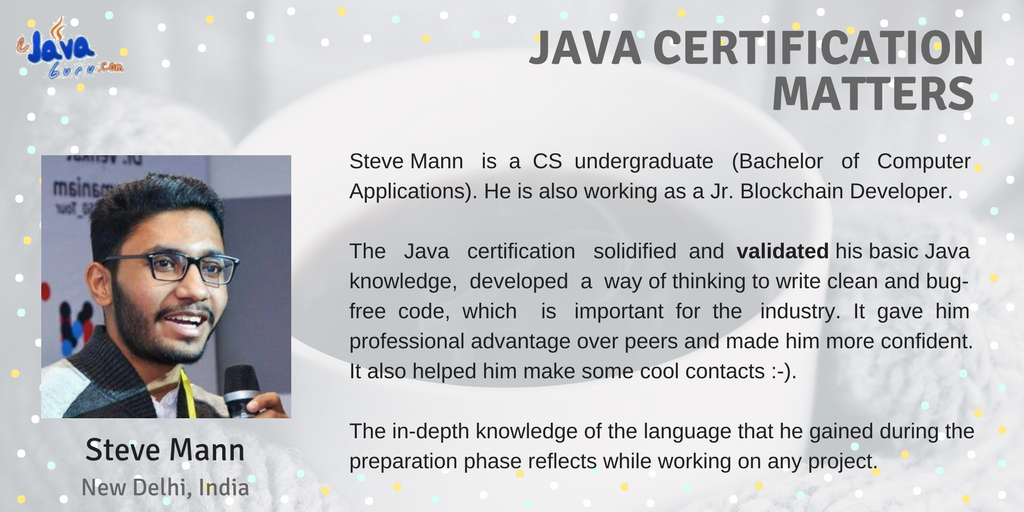 eJava
Guru.com
JAVA CERTIFICATION
MATTERS
Steve Mann is a CS undergraduate (Bachelor of Computer
Applications). He is also working as a Jr. Blockchain Developer.
The Java certification solidified and validated his basic Java
knowledge, developed a way of thinking to write clean and bug-
free code, which is important for the industry. It gave him
professional advantage over peers and made him more confident.
It also helped him make some cool contacts :-).
The in-depth knowledge of the language that he gained during the
preparation phase reflects while working on any project.
Steve Mann
New Delhi, India